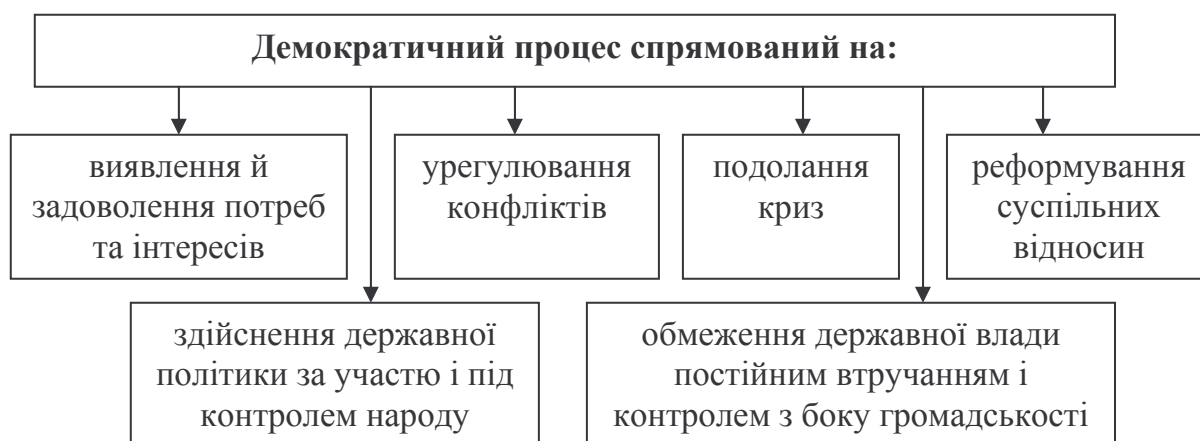 Демократичний процес спрямований на:
виявлення й
задоволення потреб
та інтересів
урегулювання
конфліктів
подолання
криз
реформування
суспільних
відносин
здійснення державної
політики за участю і під
контролем народу
обмеження державної влади
постійним втручанням і
контролем з боку громадськості